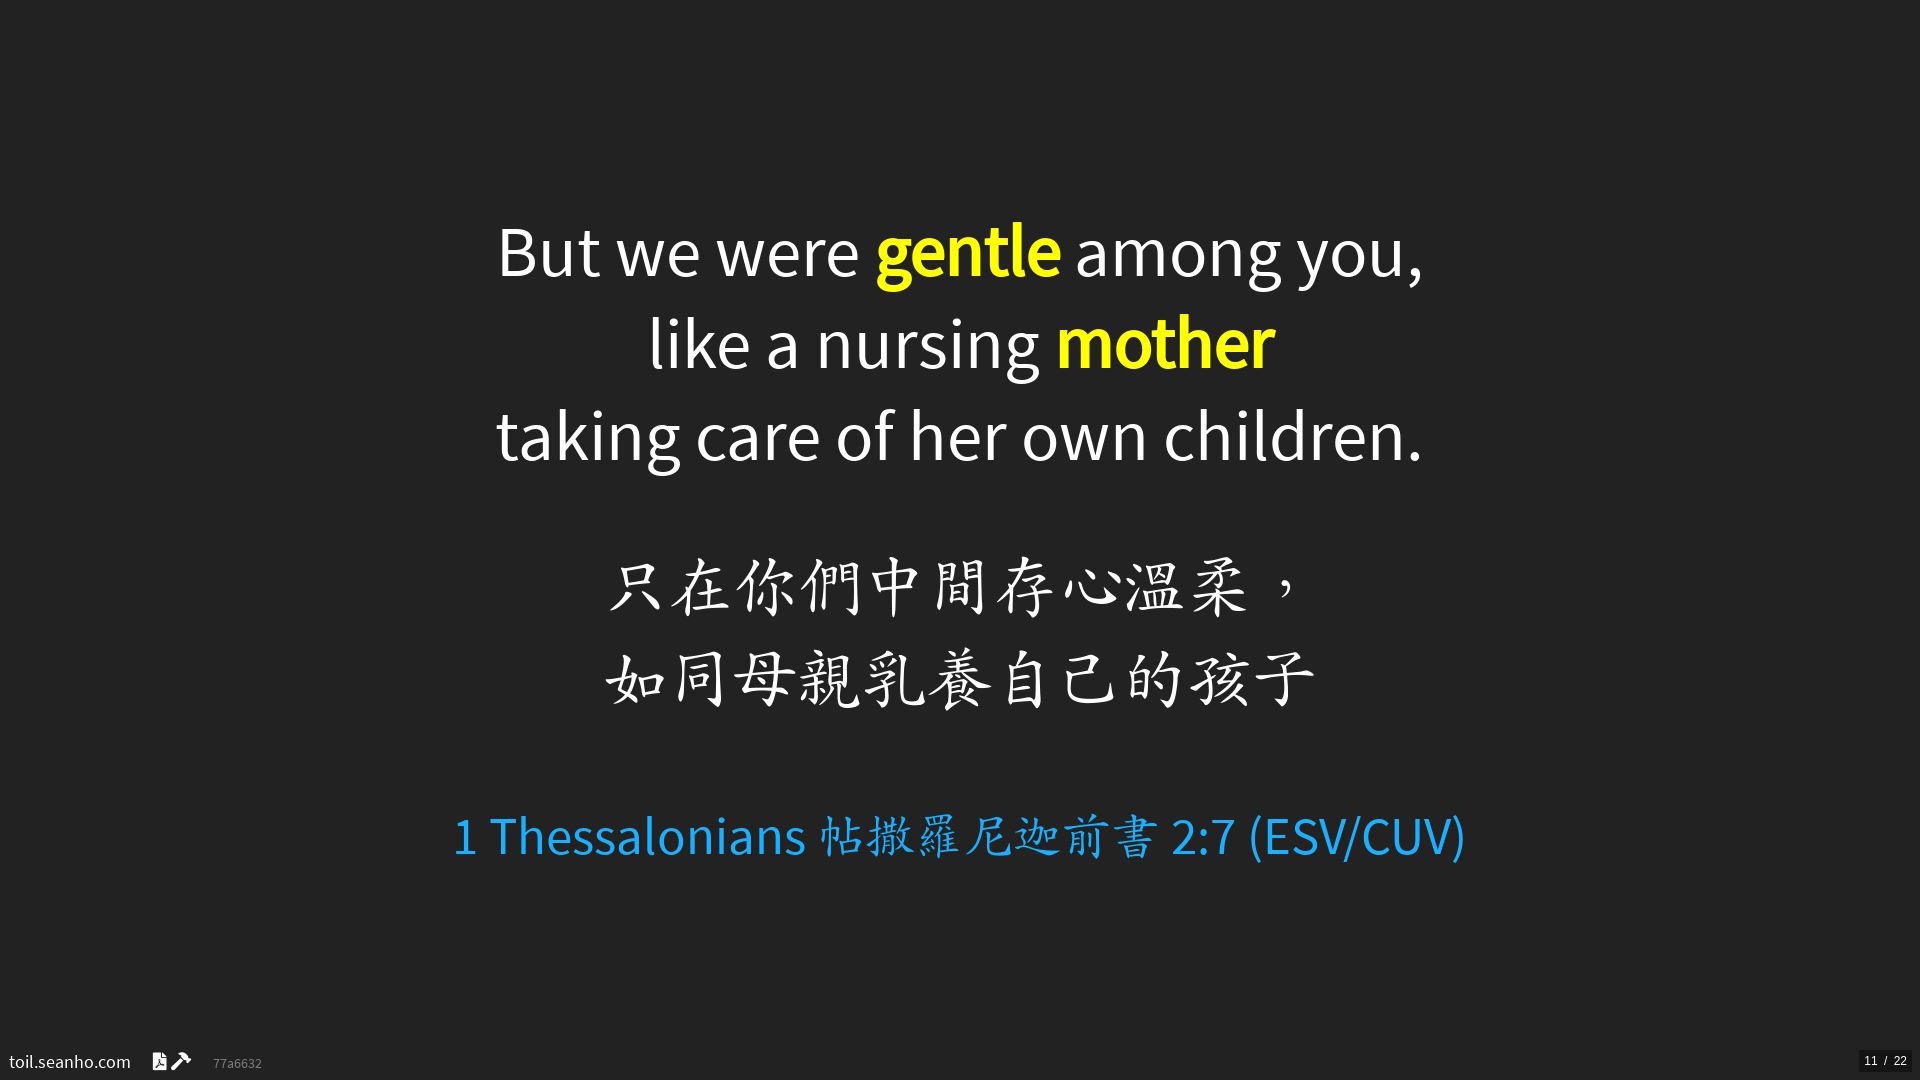 But we were gentle among you,
like a nursing mother
taking care of her own children.
只在你們中間存心溫柔，
如同母親乳養自己的孩子
1 Thessalonians 帖撒羅尼迦前書 2:7 (ESV/CUV)
toil.seanho.com 77a6632
11 / 22